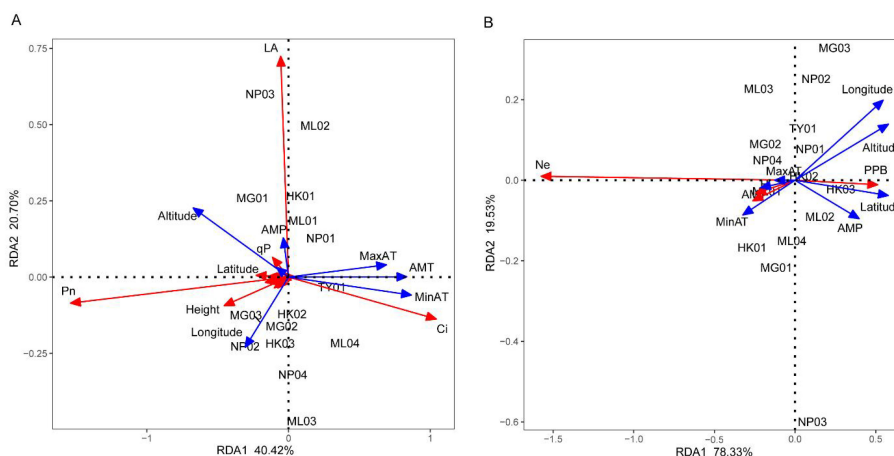 A
LA
0.75
NP03
ML02
0.50
MG01
HK01
0.25
Altitude
ML01
AMP
NP01
qP
MaxAT
Latitude
AMT
0.00
Pn
TY01
MinAT
Height
MG03
HK02
Ci
MG02
Longitude
NP02
HK03
ML04
-0.25
NP04
ML03
-1
0
1
RDA1 40.42%
RDA2 20.70%
B
MG03
NP02
ML03
Longitude
0.2
TY01
MG02
NP01
Altitud
NP04
Ne
MaxAT
PPB
HK02
0.0
HK03
Latitud
MinAT
ML02
AMP
HK01
ML04
MG01
-0.2
-0.4
-0.6
NP03
-1.5
-1.0
-0.5
0.0
0.5
RDA1 78.33%
RDA2 19.53%